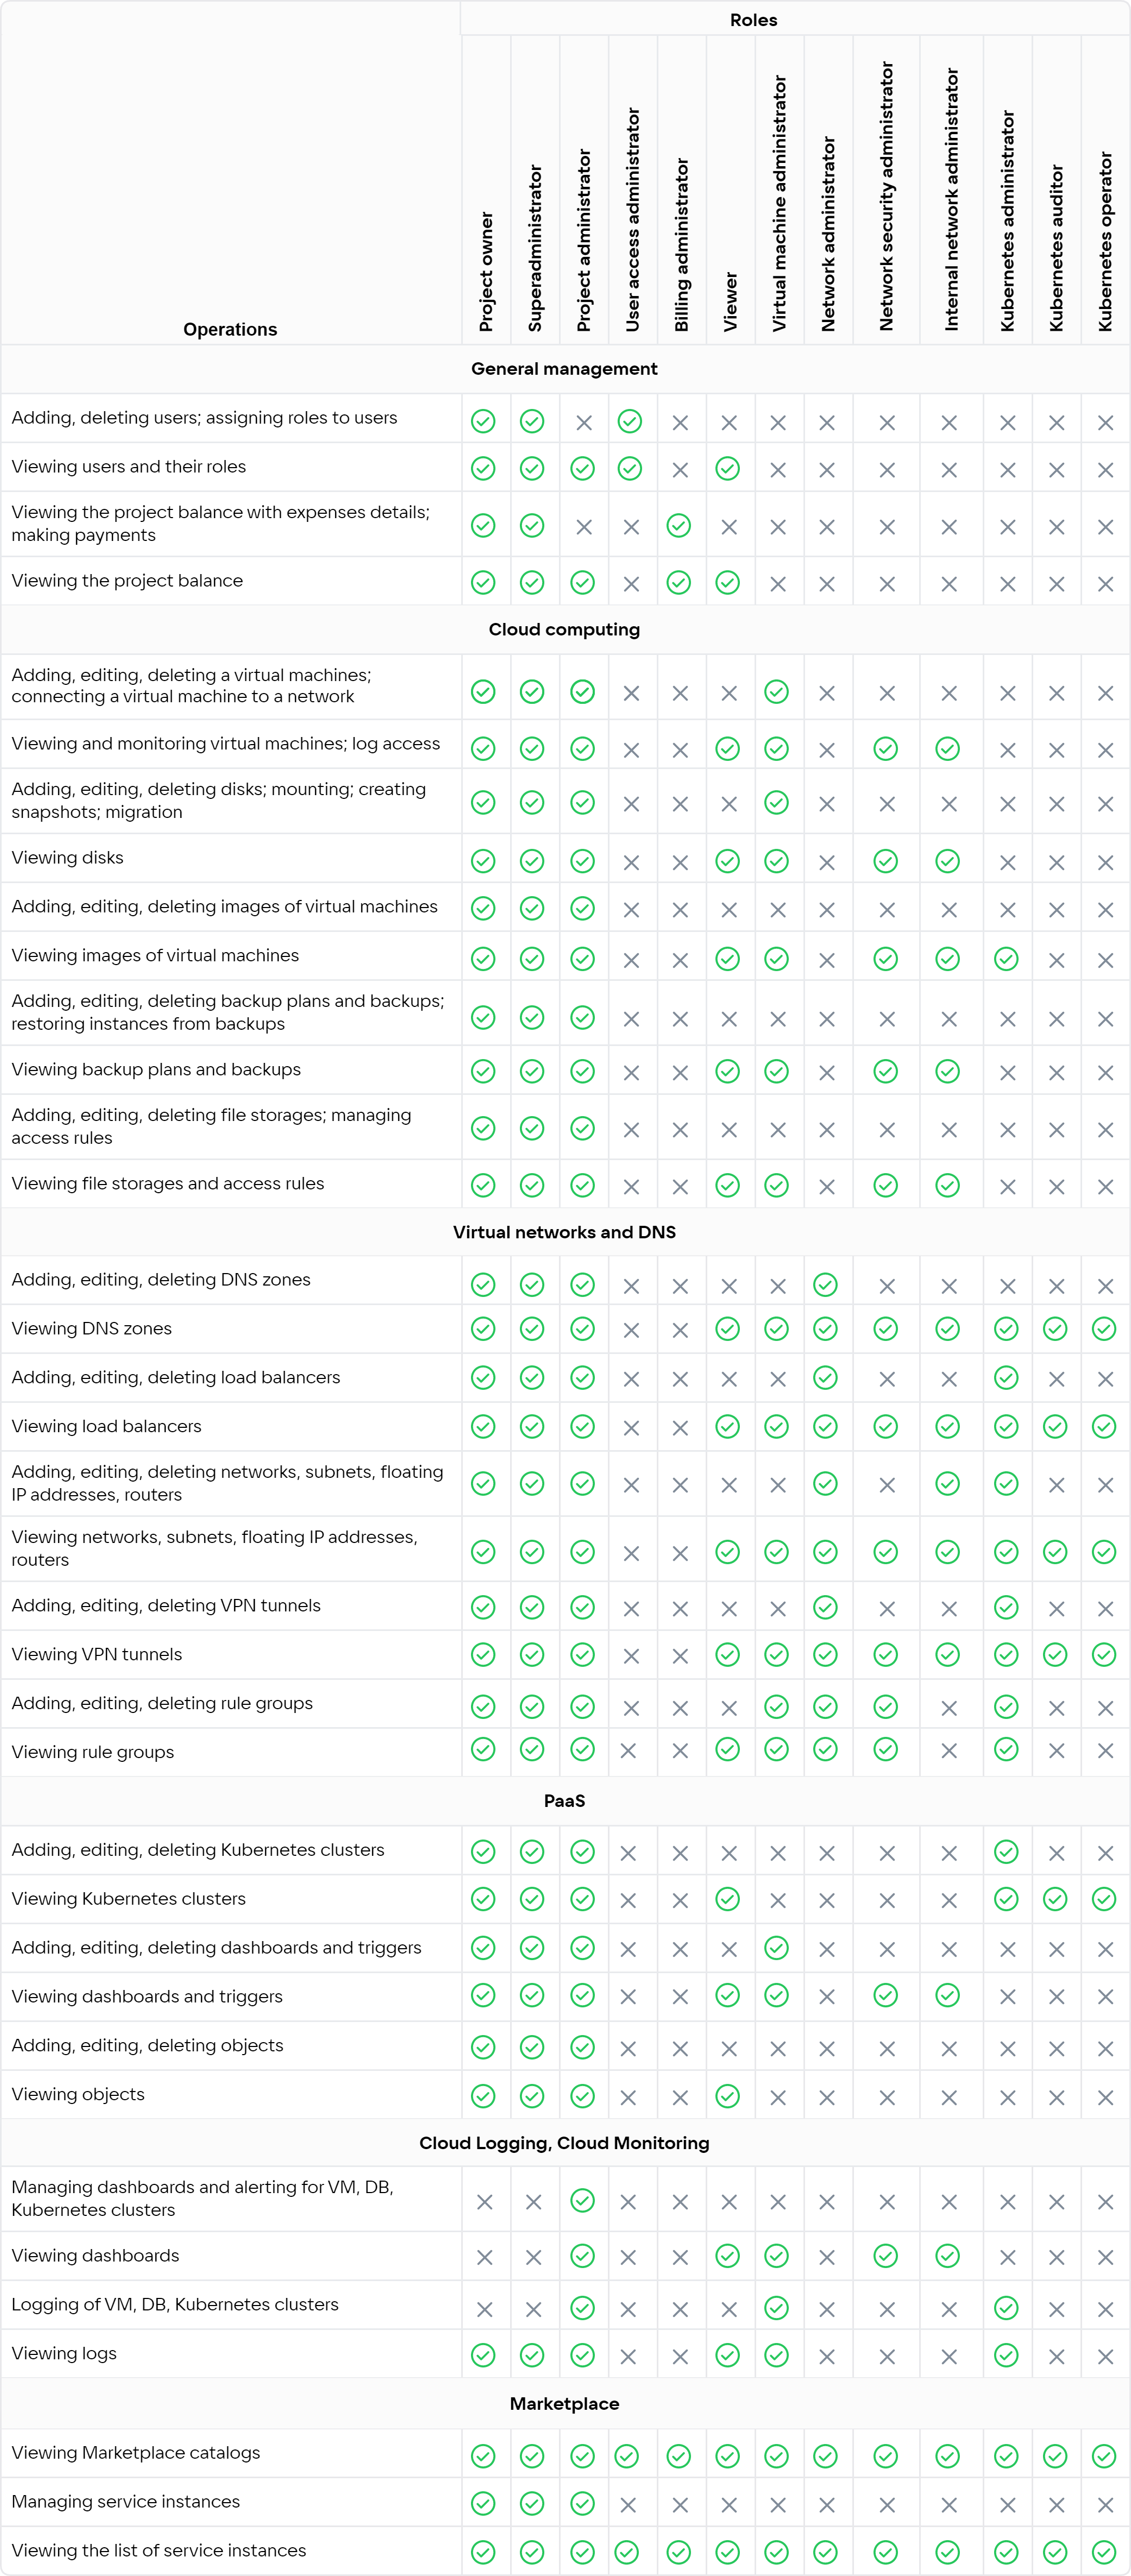 Roles
Operations
Project owner
Superadministrator
Project administrator
User access administrator
Billing administrator
Viewer
Virtual machine administrator
Network administrator
Network security administrator
Internal network administrator
Kubernetes administrator
Kubernetes auditor
Kubernetes operator
General management
Adding, deleting users; assigning roles to users
Viewing users and their roles
Viewing the project balance with expenses details;
making payments
Viewing the project balance
Cloud computing
Adding, editing, deleting a virtual machines;
connecting a virtual machine to a network
Viewing and monitoring virtual machines; log access
Adding, editing, deleting disks; mounting; creating
snapshots; migration
Viewing disks
Adding, editing, deleting images of virtual machines
Viewing images of virtual machines
Adding, editing, deleting backup plans and backups;
restoring instances from backups
Viewing backup plans and backups
Adding, editing, deleting file storages; managing
access rules
Viewing file storages and access rules
Virtual networks and DNS
Adding, editing, deleting DNS zones
Viewing DNS zones
Adding, editing, deleting load balancers
Viewing load balancers
Adding, editing, deleting networks, subnets, floating
IP addresses, routers
Viewing networks, subnets, floating IP addresses,
routers
Adding, editing, deleting VPN tunnels
Viewing VPN tunnels
Adding, editing, deleting rule groups
Viewing rule groups
PaaS
Adding, editing, deleting Kubernetes clusters
Viewing Kubernetes clusters
Adding, editing, deleting dashboards and triggers
Viewing dashboards and triggers
Adding, editing, deleting objects
Viewing objects
Cloud Logging, Cloud Monitoring
Managing dashboards and alerting for VM, DB,
Kubernetes clusters
Viewing dashboards
Logging of VM, DB, Kubernetes clusters
Viewing logs
Marketplace
Viewing Marketplace catalogs
Managing service instances
Viewing the list of service instances